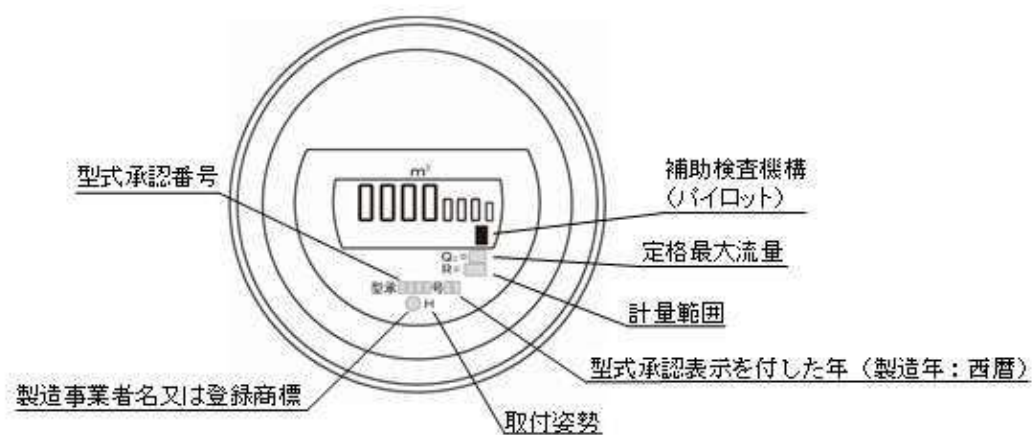 型式承認番号
m³
補助検査機構
(パイロット)
定格最大流量
Q₃=
R=
型承 号
H
計量範囲
型式承認表示を付した年（製造年：西暦）
製造事業者名又は登録商標
取付姿勢